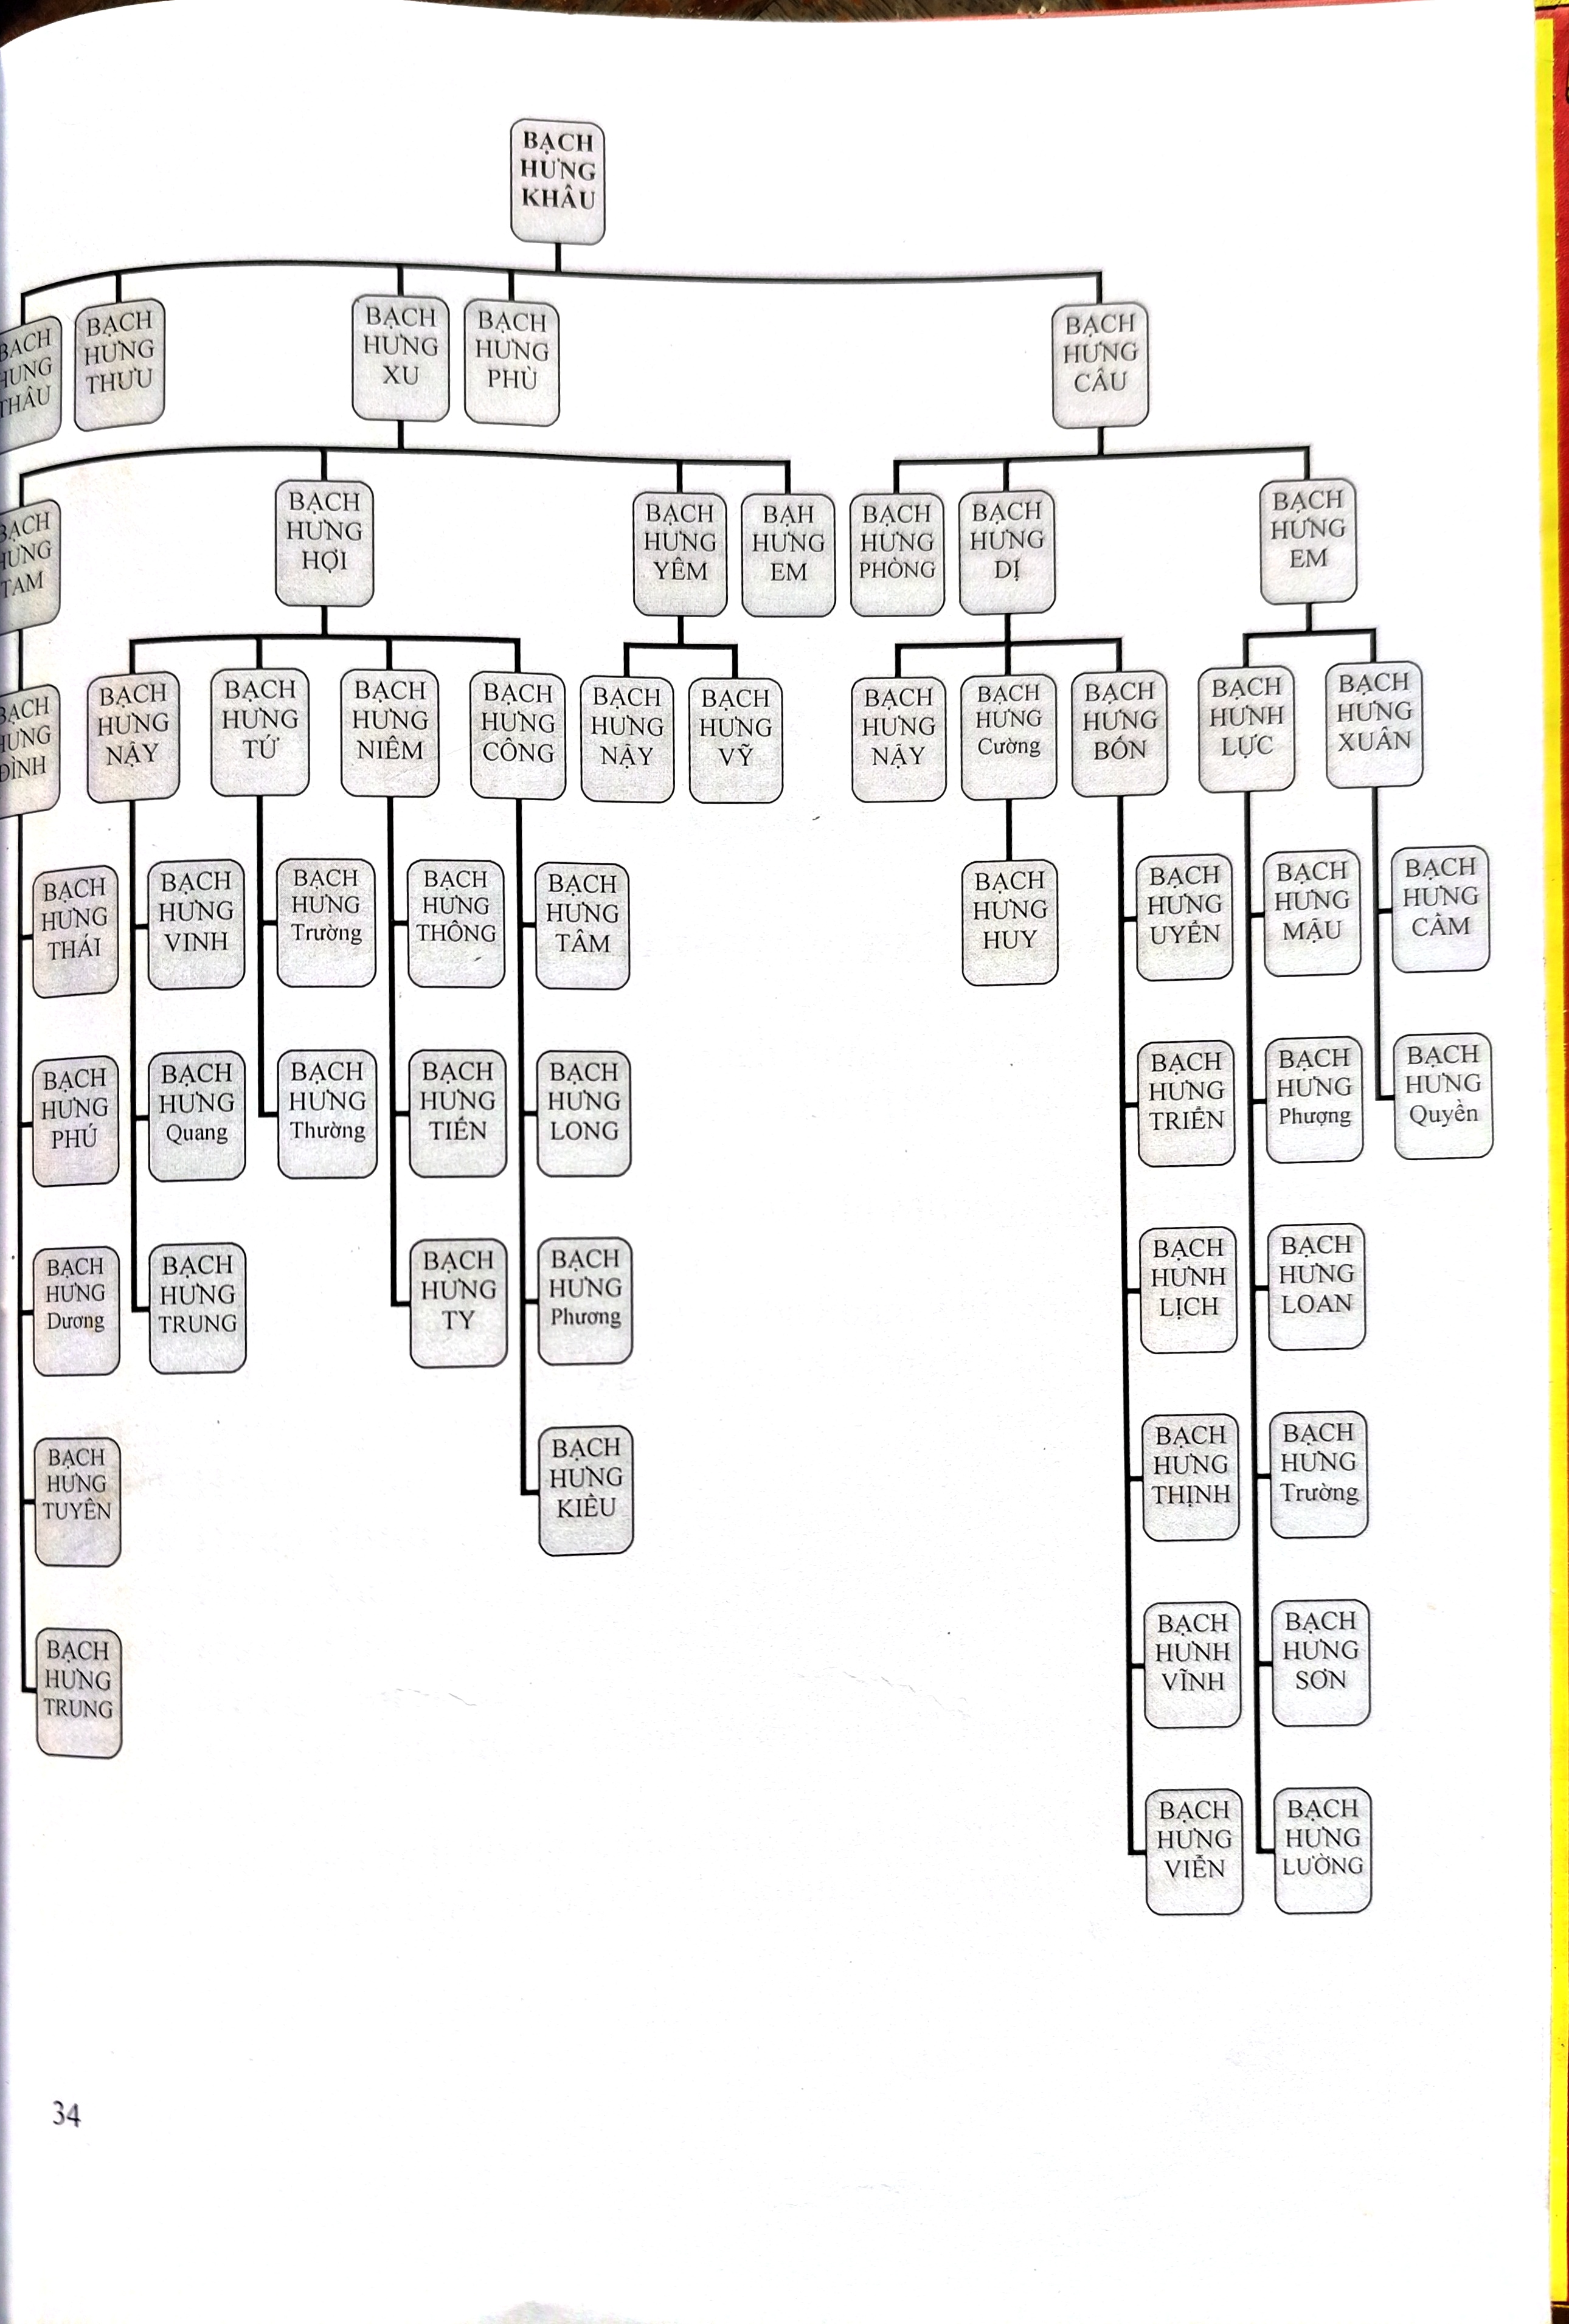 BẠCH
HƯNG
KHÂU
BẠCH
HƯNG
THÂU
BẠCH
HƯNG
THƯU
BẠCH
HƯNG
XU
BẠCH
HƯNG
PHÙ
BẠCH
HƯNG
CÂU
BẠCH
HƯNG
TAM
BẠCH
HƯNG
HỢI
BẠCH
HƯNG
YÊM
BẠH
HƯNG
EM
BẠCH
HƯNG
PHÒNG
BẠCH
HƯNG
DỊ
BẠCH
HƯNG
EM
BẠCH
HƯNG
ĐÌNH
BẠCH
HƯNG
NẬY
BẠCH
HƯNG
TỨ
BẠCH
HƯNG
NIÊM
BẠCH
HƯNG
CÔNG
BẠCH
HƯNG
NẬY
BẠCH
HƯNG
VỸ
BẠCH
HƯNG
NẬY
BẠCH
HƯNG
Cường
BẠCH
HƯNG
BỐN
BẠCH
HƯNH
LỰC
BẠCH
HƯNG
XUÂN
BẠCH
HƯNG
THÁI
BẠCH
HƯNG
VINH
BẠCH
HƯNG
Trường
BẠCH
HƯNG
THÔNG
BẠCH
HƯNG
TÂM
BẠCH
HƯNG
HUY
BẠCH
HƯNG
UYỂN
BẠCH
HƯNG
MẬU
BẠCH
HƯNG
CẦM
BẠCH
HƯNG
PHÚ
BẠCH
HƯNG
Quang
BẠCH
HƯNG
Thường
BẠCH
HƯNG
TIẾN
BẠCH
HƯNG
LONG
BẠCH
HƯNG
TRIỂN
BẠCH
HƯNG
Phượng
BẠCH
HƯNG
Quyền
BẠCH
HƯNG
Dương
BẠCH
HƯNG
TRUNG
BẠCH
HƯNG
TY
BẠCH
HƯNG
Phương
BẠCH
HƯNH
LỊCH
BẠCH
HƯNG
LOAN
BẠCH
HƯNG
TUYÊN
BẠCH
HƯNG
KIỀU
BẠCH
HƯNG
THỊNH
BẠCH
HƯNG
Trường
BẠCH
HƯNG
TRUNG
BẠCH
HƯNH
VĨNH
BẠCH
HƯNG
SƠN
BẠCH
HƯNG
VIỄN
BẠCH
HƯNG
LƯỜNG
34